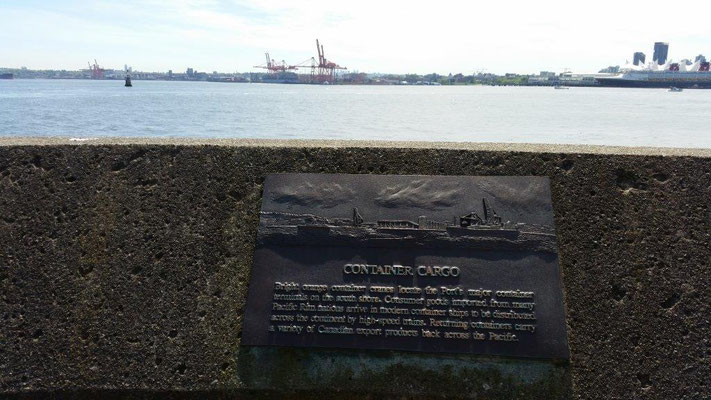 CONTAINER CARGO
Bright orange container cranes locate the Port's major container
terminals on the south shore. Consumer goods imported from many
Pacific Rim nations arrive in modern container ships to be distributed
across the continent by high-speed trains. Returning containers carry
a variety of Canadian export products back across the Pacific.